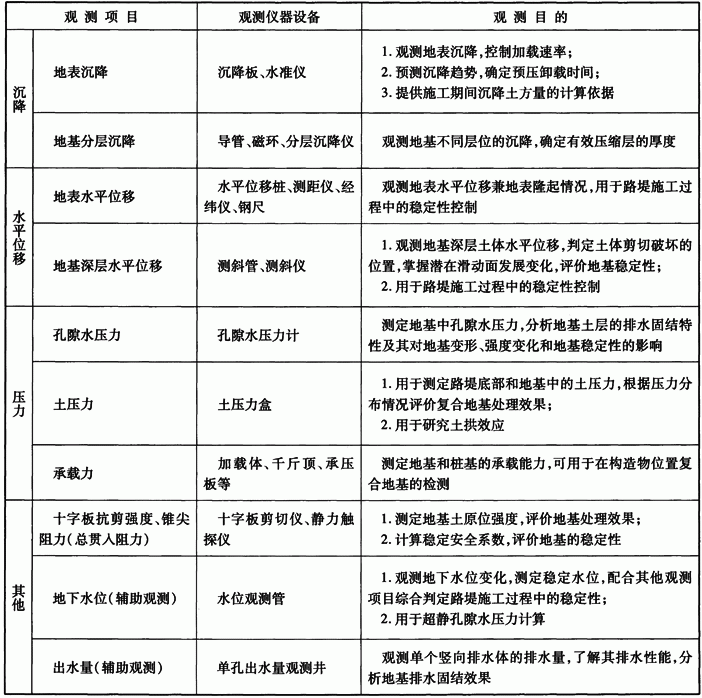 观测项目 观测仪器设备 观测目的
沉降
地表沉降
沉降板、水准仪
1. 观测地表沉降,控制加载速率;
2. 预测沉降趋势,确定预压卸载时间;
3. 提供施工期间沉降土方量的计算依据
地基分层沉降
导管、磁环、分层沉降仪
观测地基不同层位的沉降,确定有效压缩层的厚度
水平位移
地表水平位移
水平位移桩、测距仪、经
纬仪、钢尺
观测地表水平位移兼地表隆起情况,用于路堤施工过
程中的稳定性控制
地基深层水平位移
测斜管、测斜仪
1. 观测地基深层土体水平位移,判定土体剪切破坏的
位置,掌握潜在滑动面发展变化,评价地基稳定性;
2. 用于路堤施工过程中的稳定性控制
压力
孔隙水压力
孔隙水压力计
测定地基中孔隙水压力,分析地基土层的排水固结特
性及其对地基变形、强度变化和地基稳定性的影响
土压力
土压力盒
1. 用于测定路堤底部和地基中的土压力,根据压力分
布情况评价复合地基处理效果;
2. 用于研究土拱效应
承载力
加载体、千斤顶、承压
板等
测定地基和桩基的承载能力,可用于在构造物位置复
合地基的检测
其他
十字板抗剪强度、锥尖
阻力(总贯入阻力)
十字板剪切仪、静力触
探仪
1. 测定地基土原位强度,评价地基处理效果;
2. 计算稳定安全系数,评价地基的稳定性
地下水位(辅助观测)
水位观测管
1. 观测地下水位变化,测定稳定水位,配合其他观测
项目综合判定路堤施工过程中的稳定性;
2. 用于超静孔隙水压力计算
出水量(辅助观测)
单孔出水量观测井
观测单个竖向排水体的排水量,了解其排水性能,分
析地基排水固结效果